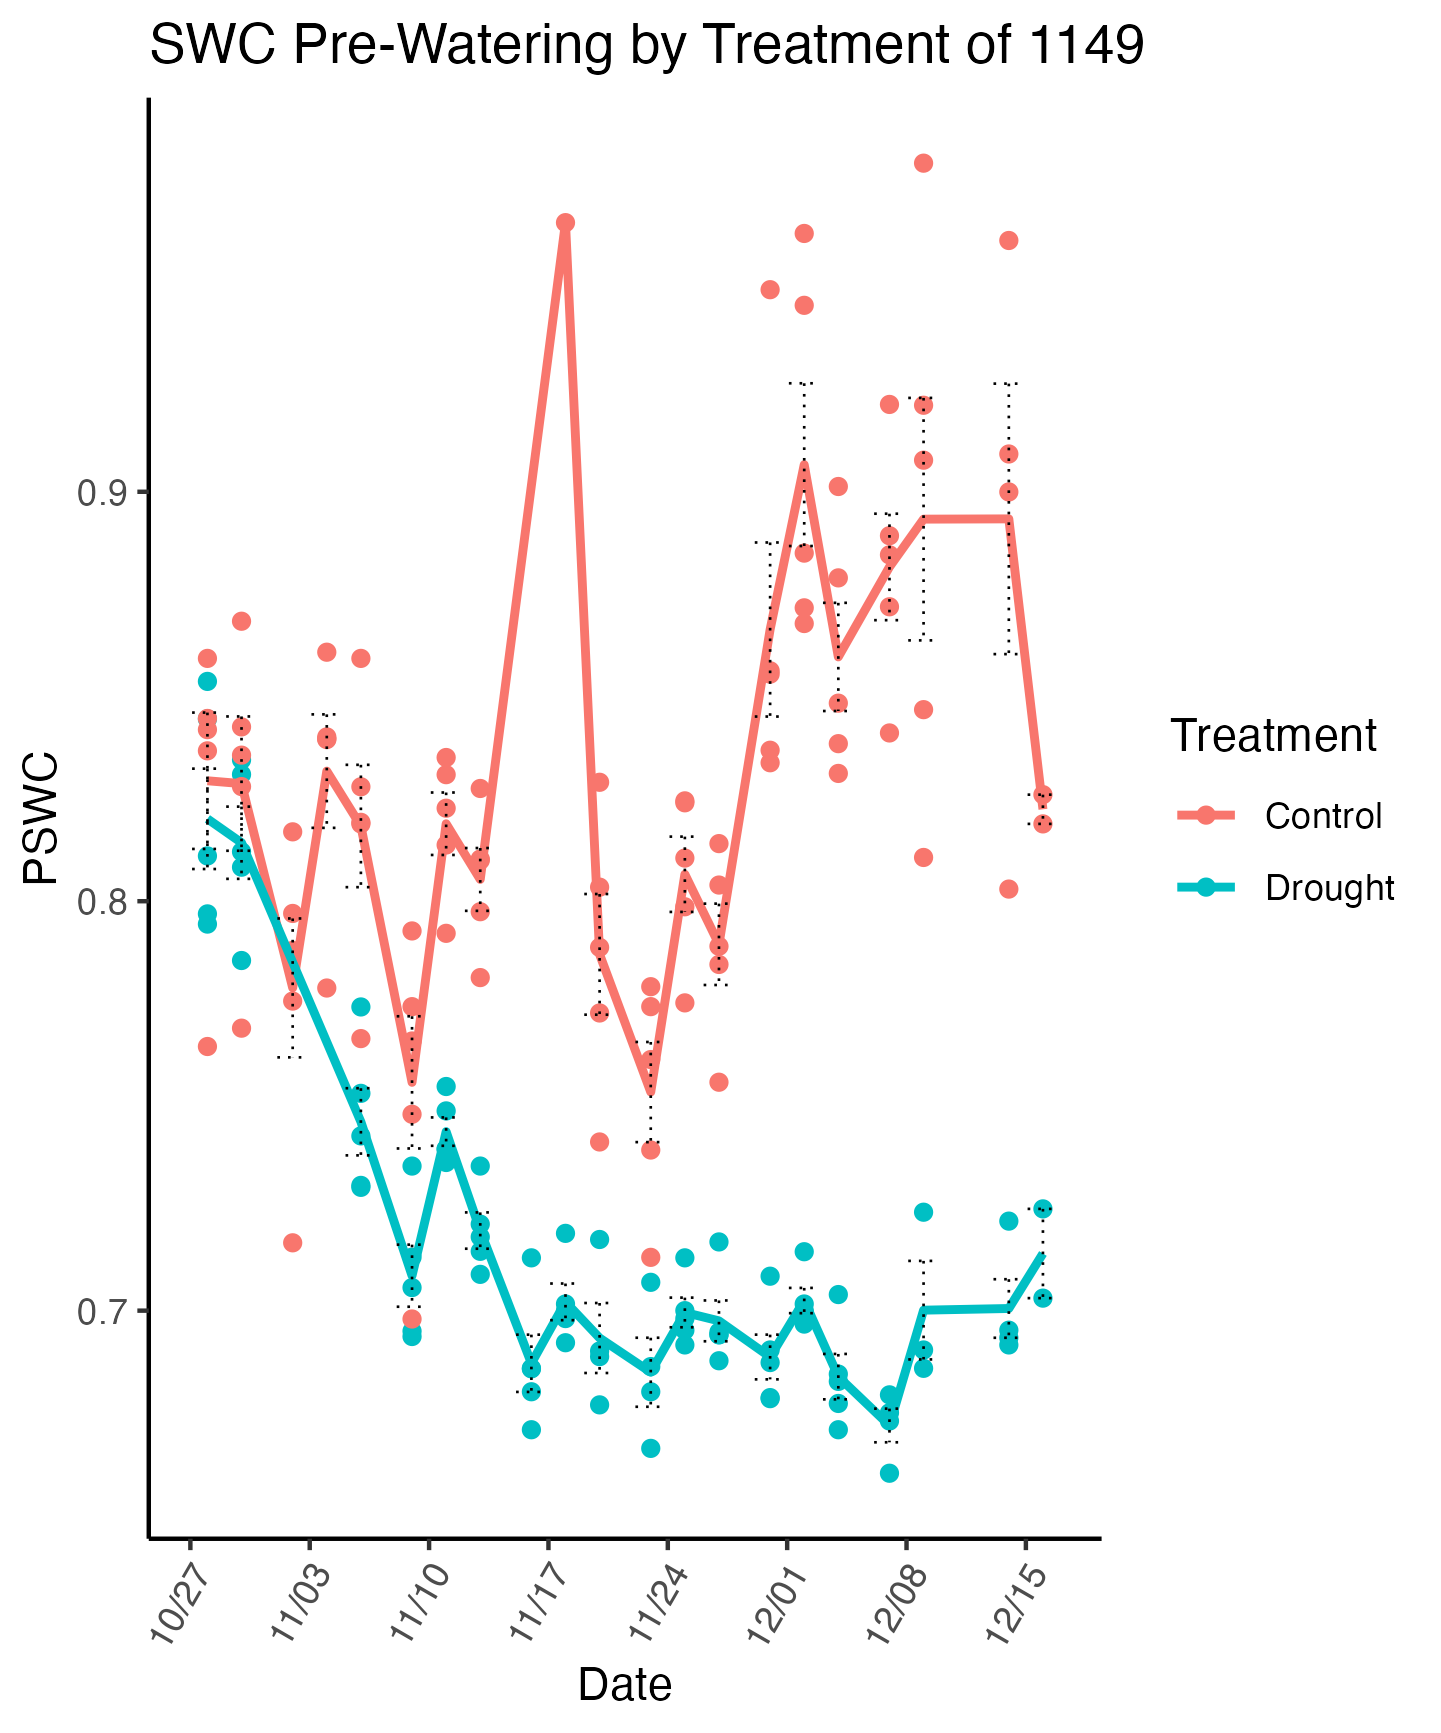 SWC Pre-Watering by Treatment of 1149
PSWC
0.9
0.8
0.7
10/27
11/03
11/10
11/17
11/24
12/01
12/08
12/15
Date
Treatment
Control
Drought